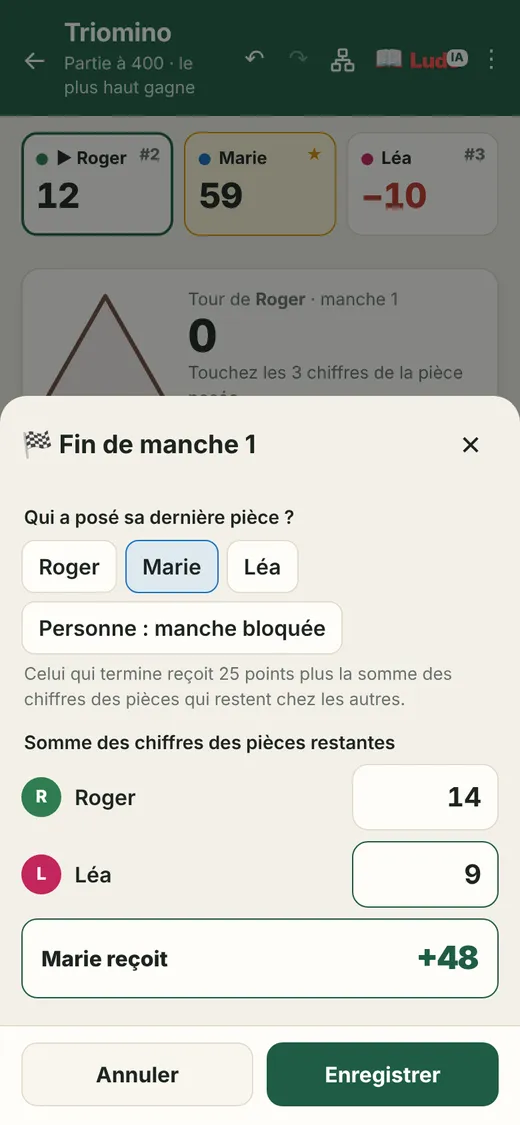 Triomino
Partie à 400 · le
plus haut gagne
LudIA
▶ Roger #2
12
Marie ★
59
Léa #3
−10
Tour de Roger · manche 1
0
Touchez les 3 chiffres de la pièce
🏁 Fin de manche 1 ✕
Qui a posé sa dernière pièce ?
Roger Marie Léa
Personne : manche bloquée
Celui qui termine reçoit 25 points plus la somme des
chiffres des pièces qui restent chez les autres.
Somme des chiffres des pièces restantes
R Roger 14
L Léa 9
Marie reçoit +48
Annuler Enregistrer